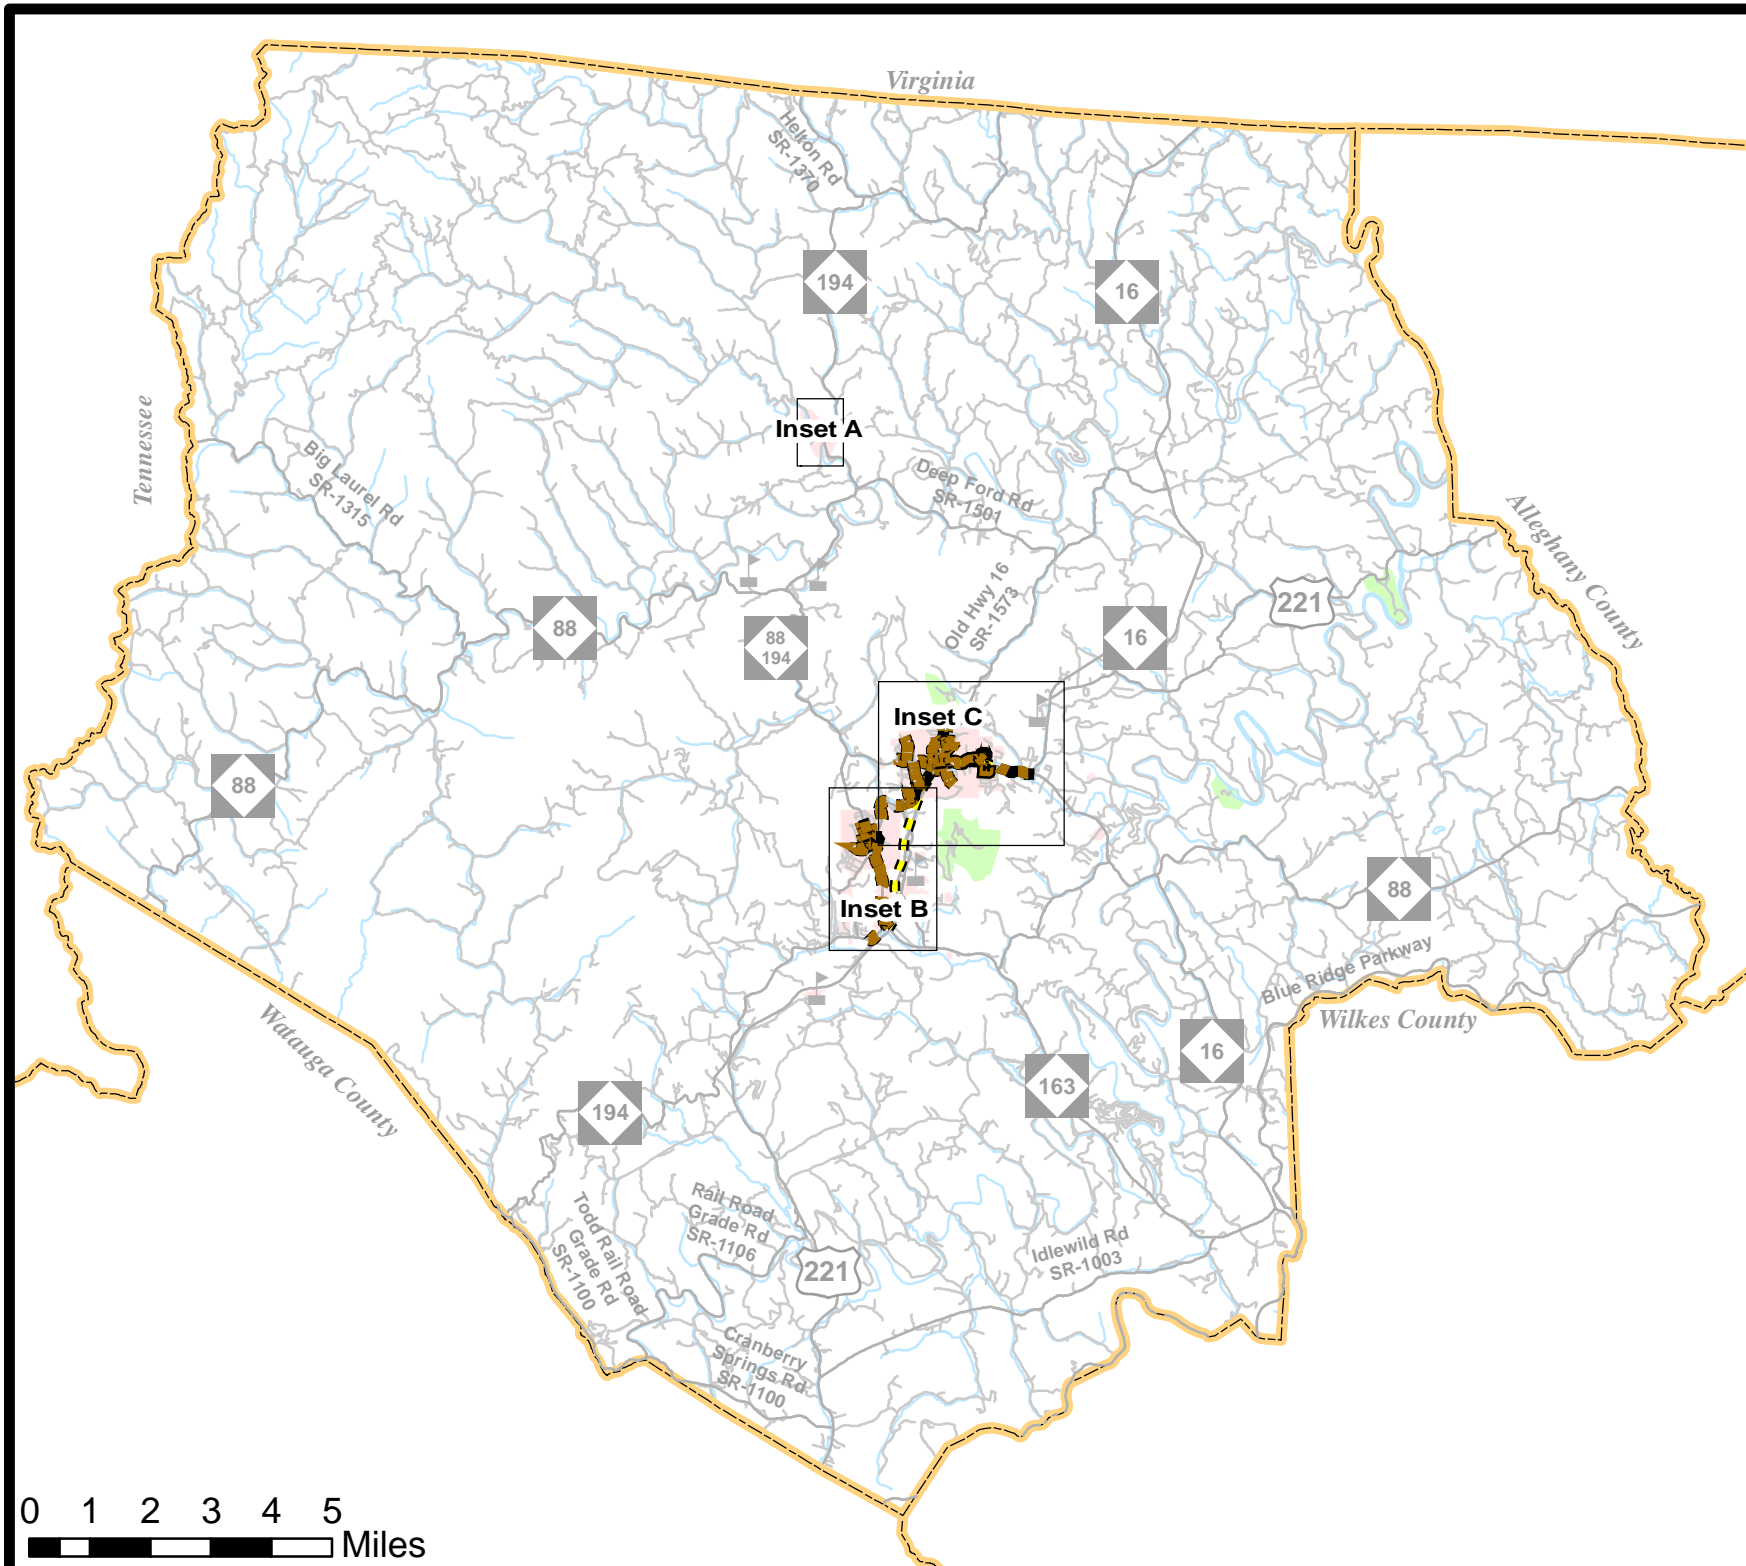 Virginia
Helton Rd
SR-1370
194
16
Tennessee
Inset A
Big Laurel Rd
SR-1315
Deep Ford Rd
SR-1501
Alleghany County
Old Hwy 16
SR-1573
221
88
88
194
16
Inset C
88
88
Inset B
Blue Ridge Parkway
Wilkes County
Watauga County
16
163
194
Rail Road
Grade Rd
SR-1106
Todd Rail Road
Grade Rd
SR-1100
Idlewild Rd
SR-1003
221
Cranberry
Springs Rd
SR-1100
0 1 2 3 4 5
Miles